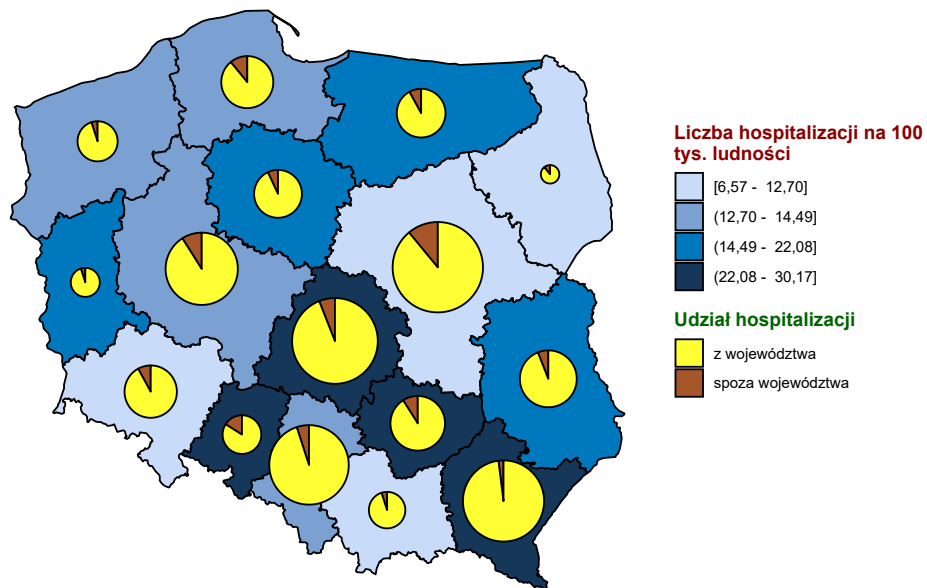 Liczba hospitalizacji na 100
tys. ludności
[6,57 - 12,70]
(12,70 - 14,49]
(14,49 - 22,08]
(22,08 - 30,17]
Udział hospitalizacji
z województwa
spoza województwa